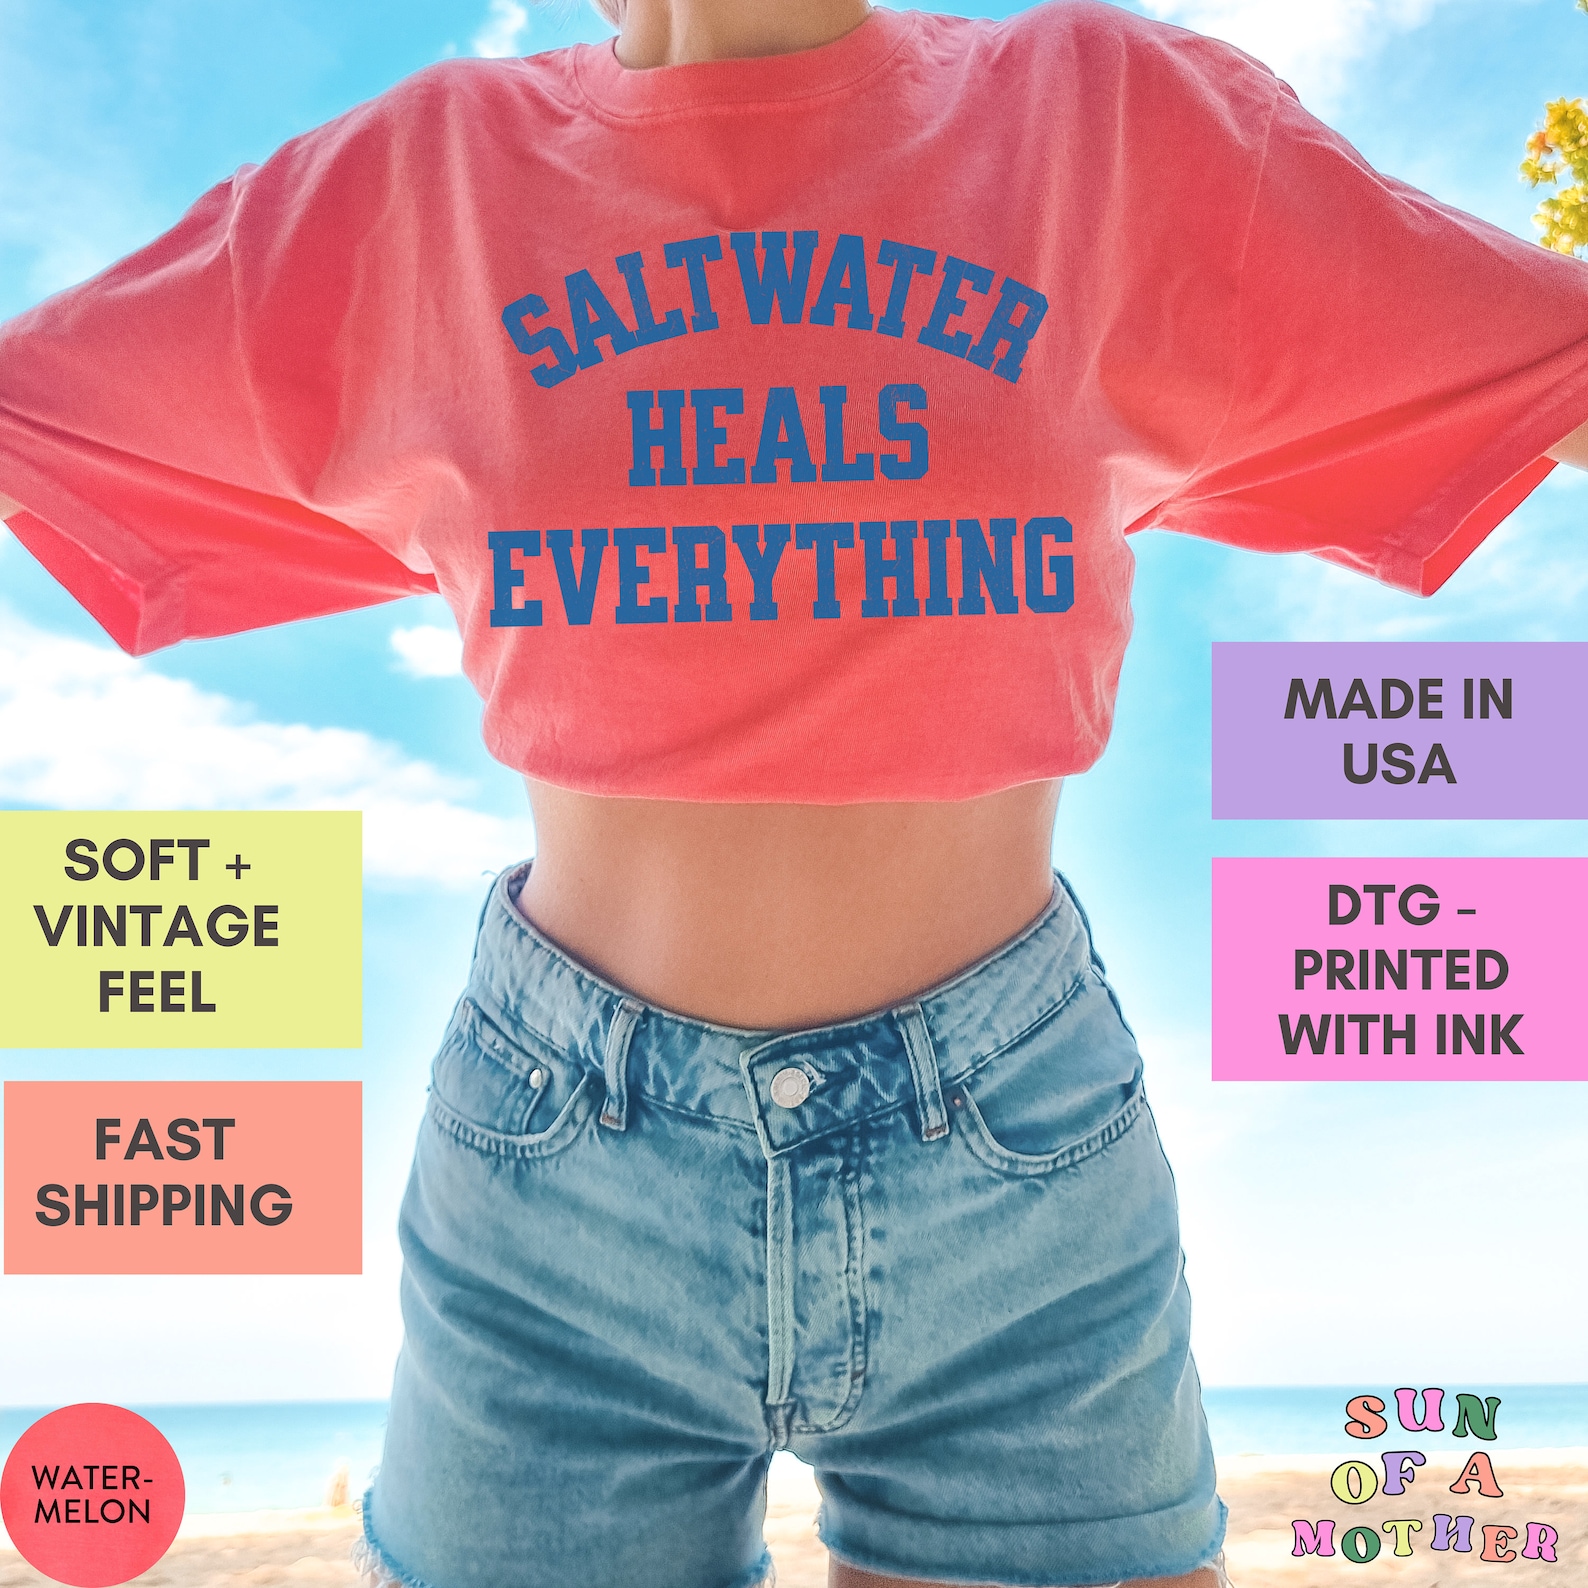 SALTWATER
HEALS
EVERYTHING
MADE IN
USA
SOFT +
VINTAGE
FEEL
DTG -
PRINTED
WITH INK
FAST
SHIPPING
WATER-
MELON
SUN
OF A
MOTHER